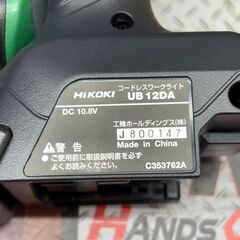 HiKOKI
コードレスワークライト
UB 12DA
DC 10.8V
工機ホールディングス(株)
J800147
Made in China
警告
ご使用前に取扱説明書を必ず
よくお読みください。
C353762A
HANDS